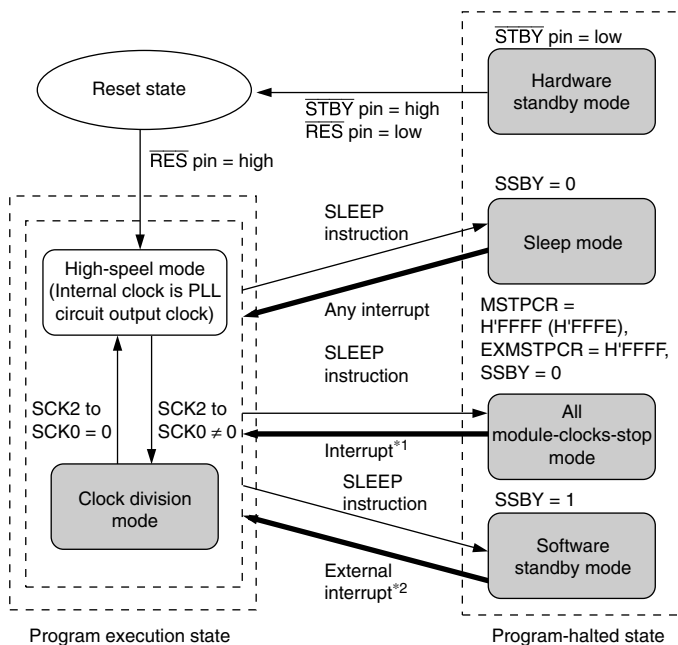 STBY pin = low
Reset state
Hardware
standby mode
STBY pin = high
RES pin = low
RES pin = high
SSBY = 0
SLEEP
instruction
Sleep mode
High-speel mode
(Internal clock is PLL
circuit output clock)
Any interrupt
MSTPCR =
H'FFFF (H'FFFE),
EXMSTPCR = H'FFFF,
SSBY = 0
SLEEP
instruction
SCK2 to
SCK0 = 0
SCK2 to
SCK0 ≠ 0
All
module-clocks-stop
mode
Interrupt*1
Clock division
mode
SLEEP
instruction
SSBY = 1
Software
standby mode
External
interrupt*2
Program execution state
Program-halted state